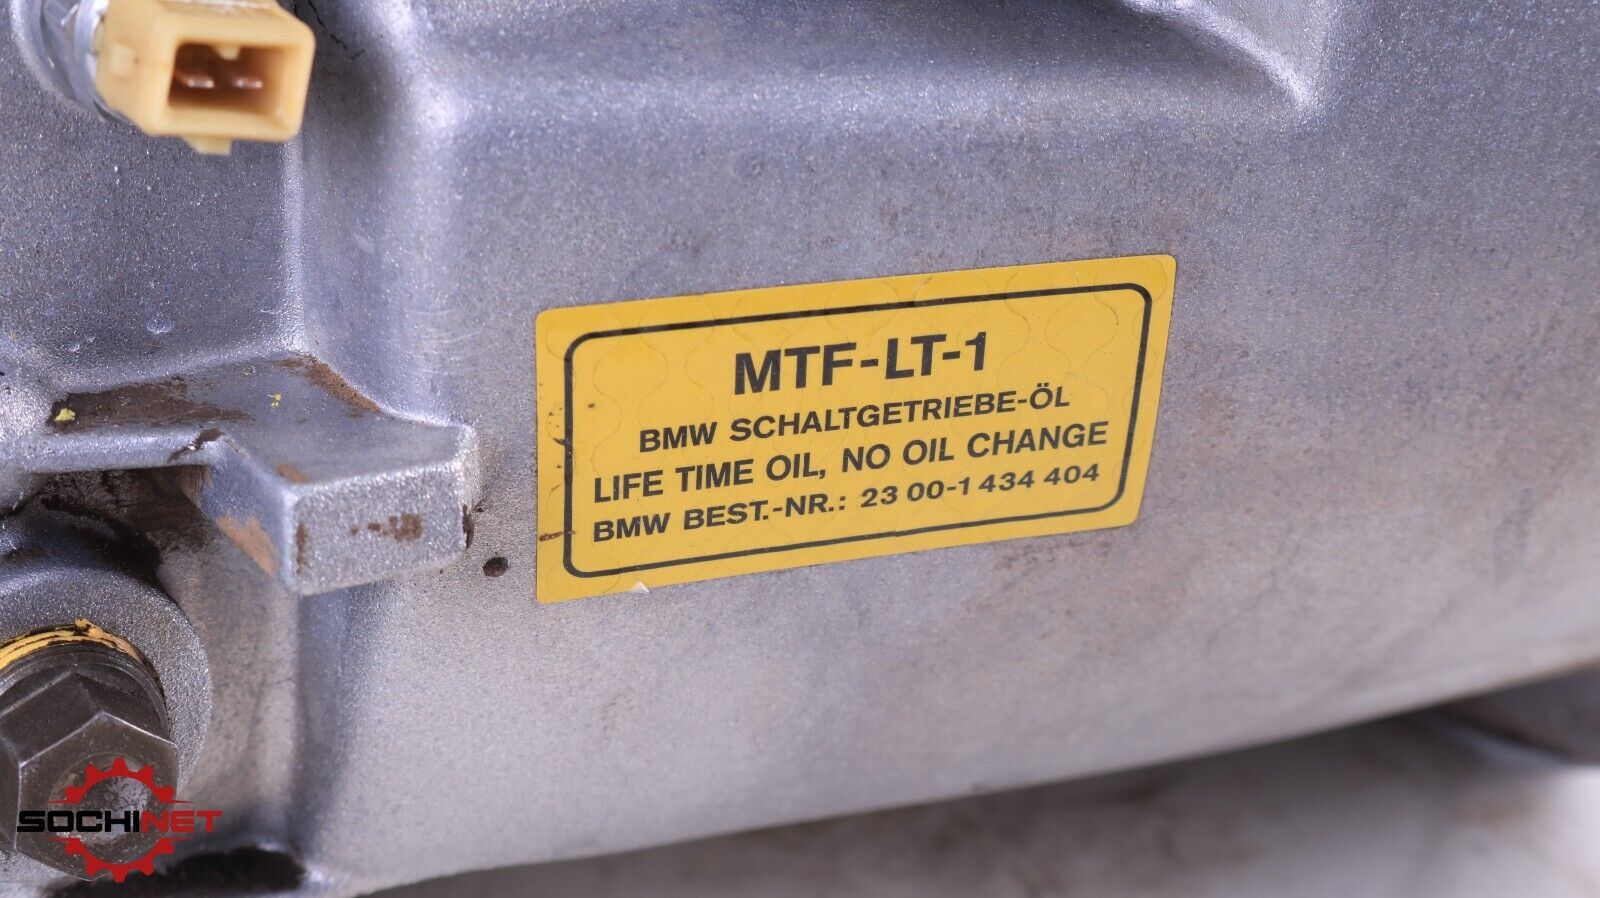 MTF-LT-1
BMW SCHALTGETRIEBE-ÖL
LIFE TIME OIL, NO OIL CHANGE
BMW BEST.-NR.: 23 00-1 434 404
SOCHINET